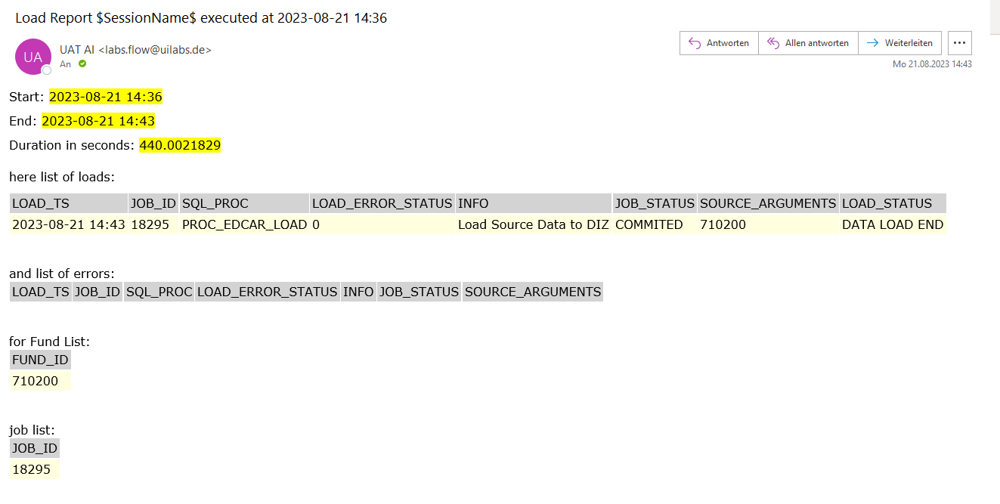 Load Report $SessionName$ executed at 2023-08-21 14:36
UA
UAT AI <labs.flow@uilabs.de>
An
Antworten
Allen antworten
Weiterleiten
...
Mo 21.08.2023 14:43
Start: 2023-08-21 14:36
End: 2023-08-21 14:43
Duration in seconds: 440.0021829
here list of loads:
LOAD_TS JOB_ID SQL_PROC LOAD_ERROR_STATUS INFO JOB_STATUS SOURCE_ARGUMENTS LOAD_STATUS
2023-08-21 14:43 18295 PROC_EDCAR_LOAD 0 Load Source Data to DIZ COMMITED 710200 DATA LOAD END
and list of errors:
LOAD_TS JOB_ID SQL_PROC LOAD_ERROR_STATUS INFO JOB_STATUS SOURCE_ARGUMENTS
for Fund List:
FUND_ID
710200
job list:
JOB_ID
18295